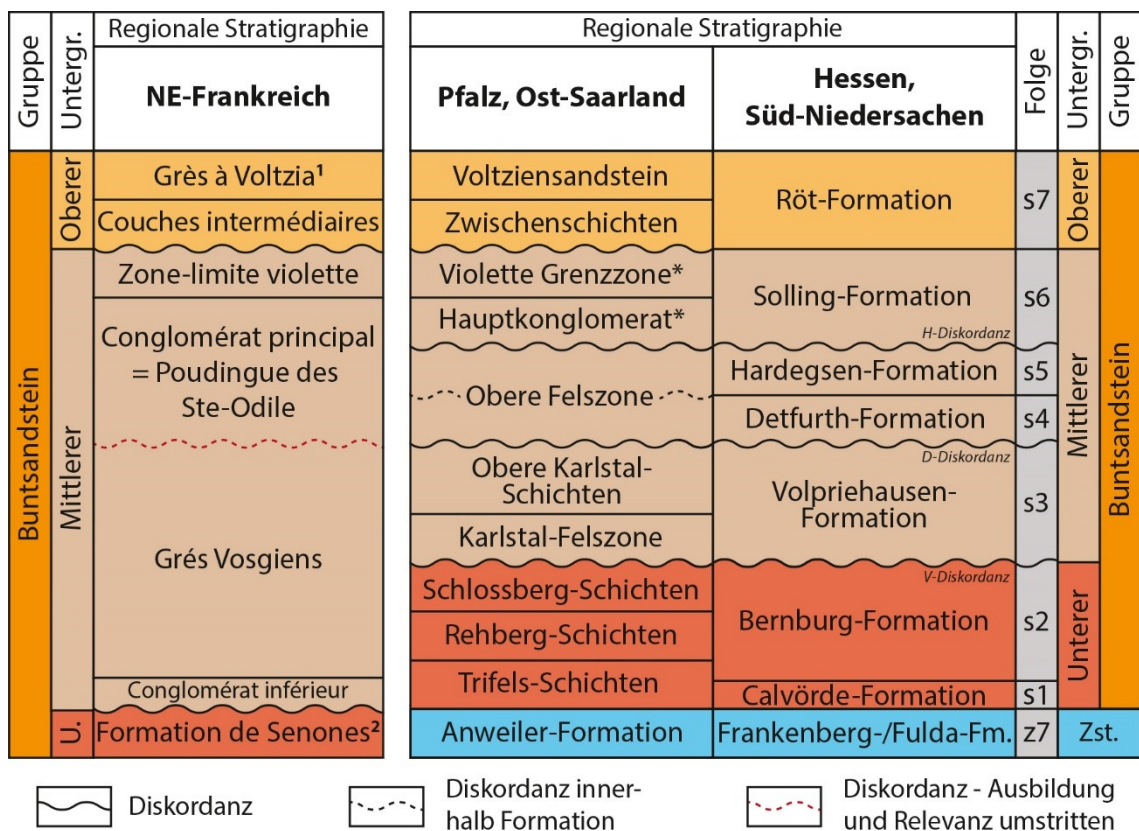 Gruppe
Untergr.
Regionale Stratigraphie
NE-Frankreich
Buntsandstein
Oberer
Mittlerer
U.
Grès à Voltzia¹
Couches intermédiaires
Zone-limite violette
Conglomérat principal
= Poudingue des
Ste-Odile
Grés Vosgiens
Conglomérat inférieur
Formation de Senones²
Regionale Stratigraphie
Pfalz, Ost-Saarland
Hessen,
Süd-Niedersachen
Folge
Untergr.
Gruppe
Voltziensandstein
Zwischenschichten
Violette Grenzzone*
Hauptkonglomerat*
Obere Felszone
Obere Karlstal-
Schichten
Karlstal-Felszone
Schlossberg-Schichten
Rehberg-Schichten
Trifels-Schichten
Anweiler-Formation
Röt-Formation
Solling-Formation
H-Diskordanz
Hardegsen-Formation
Detfurth-Formation
D-Diskordanz
Volpriehausen-
Formation
V-Diskordanz
Bernburg-Formation
Calvörde-Formation
Frankenberg-/Fulda-Fm.
s7
s6
s5
s4
s3
s2
s1
z7
Oberer
Mittlerer
Unterer
Zst.
Buntsandstein
Diskordanz
Diskordanz inner-
halb Formation
Diskordanz - Ausbildung
und Relevanz umstritten